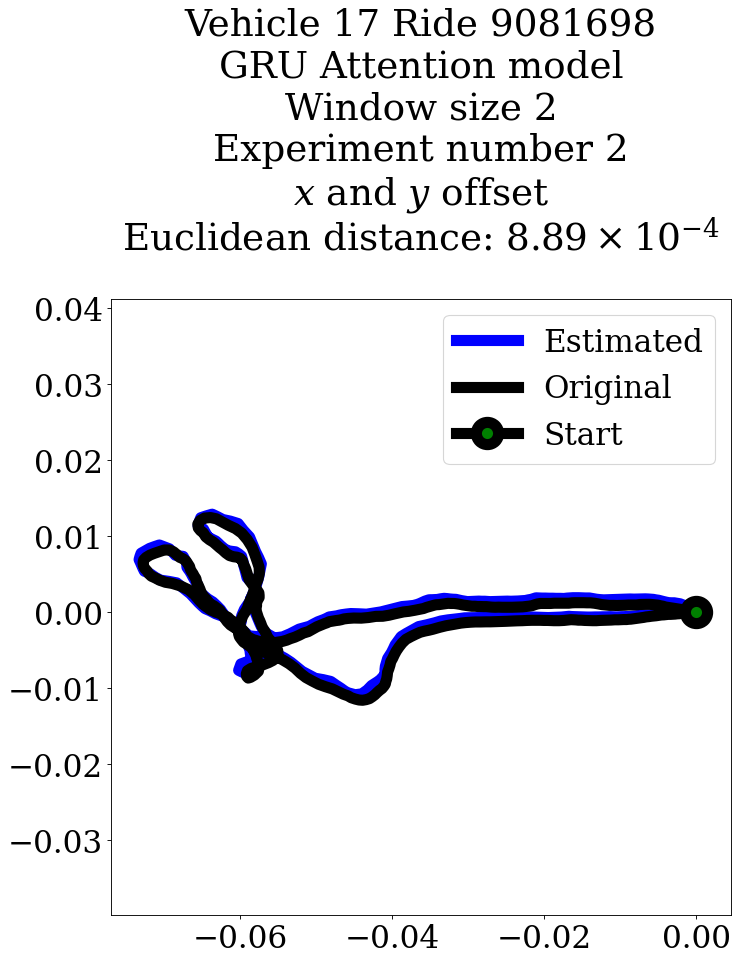 Vehicle 17 Ride 9081698
GRU Attention model
Window size 2
Experiment number 2
x and y offset
Euclidean distance: 8.89 × 10⁻⁴
Estimated
Original
Start
0.04
0.03
0.02
0.01
0.00
−0.01
−0.02
−0.03
−0.06 −0.04 −0.02 0.00